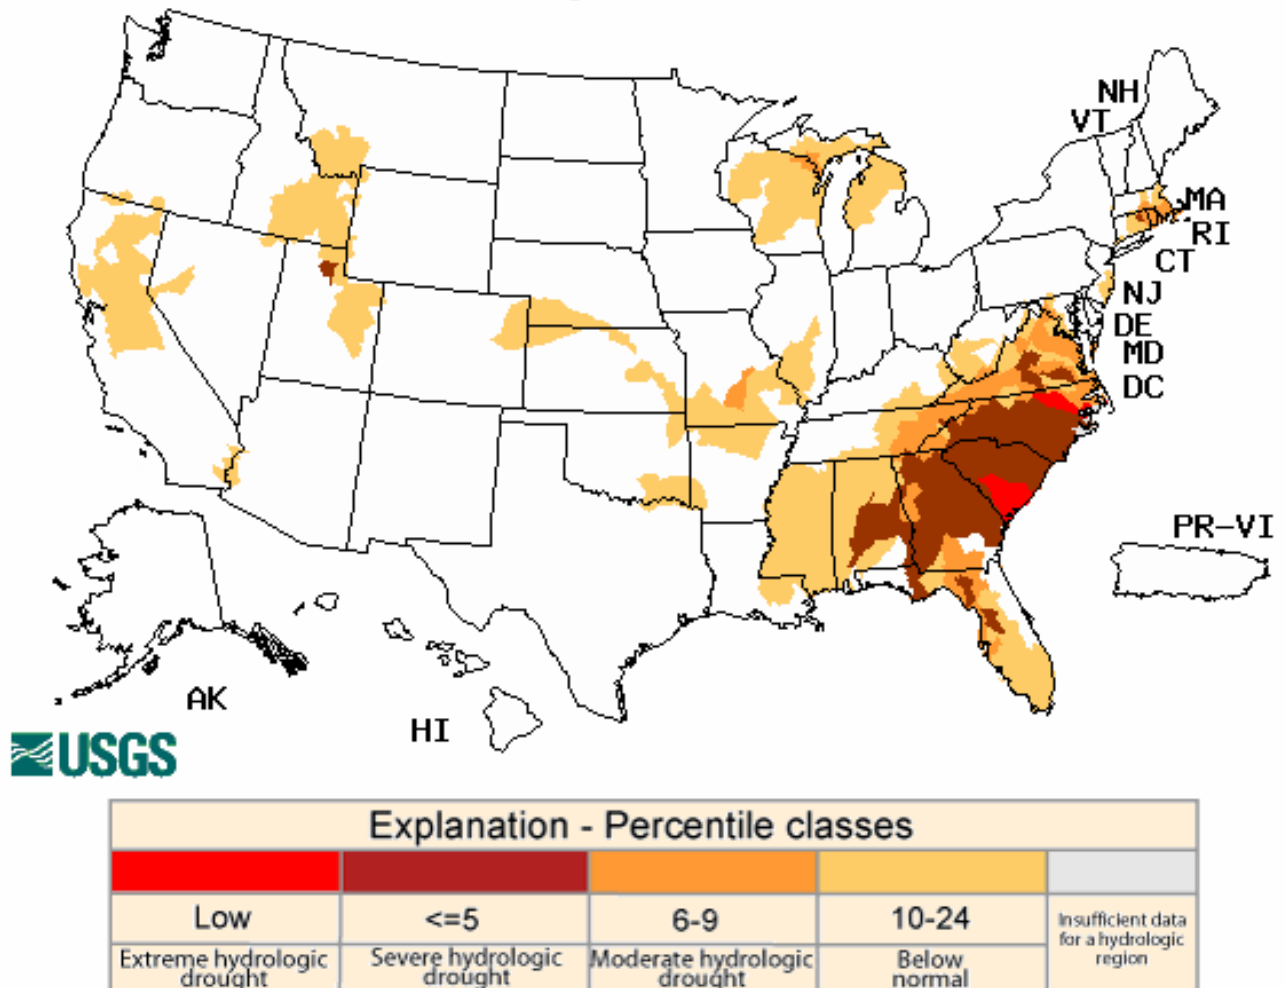 NH
VT
MA
RI
CT
NJ
DE
MD
DC
PR-VI
AK
HI
USGS
Explanation - Percentile classes
Low
<=5
6-9
10-24
Insufficient data
for a hydrologic
region
Extreme hydrologic
drought
Severe hydrologic
drought
Moderate hydrologic
drought
Below
normal